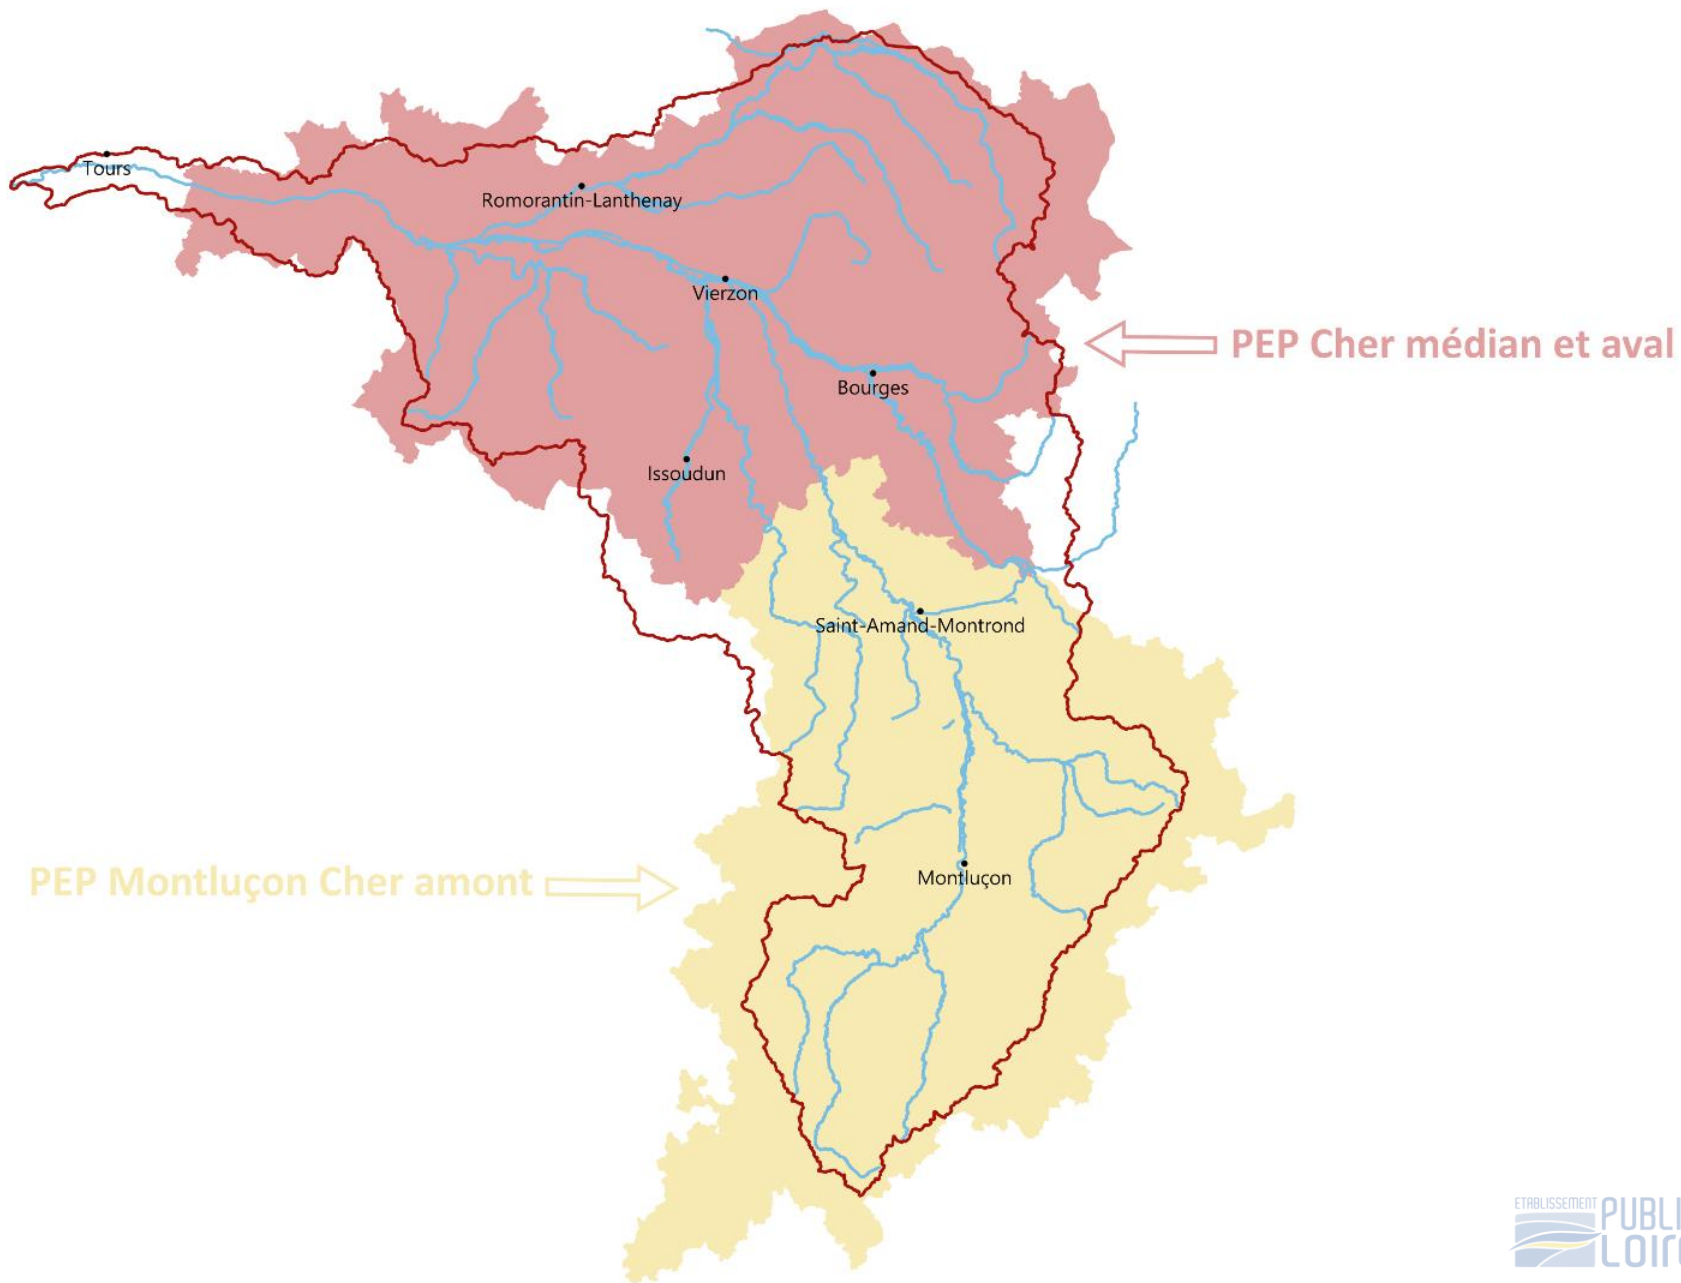 Tours
Romorantin-Lanthenay
Vierzon
PEP Cher médian et aval
Bourges
Issoudun
Saint-Amand-Montrond
PEP Montluçon Cher amont
Montluçon
ETABLISSEMENT